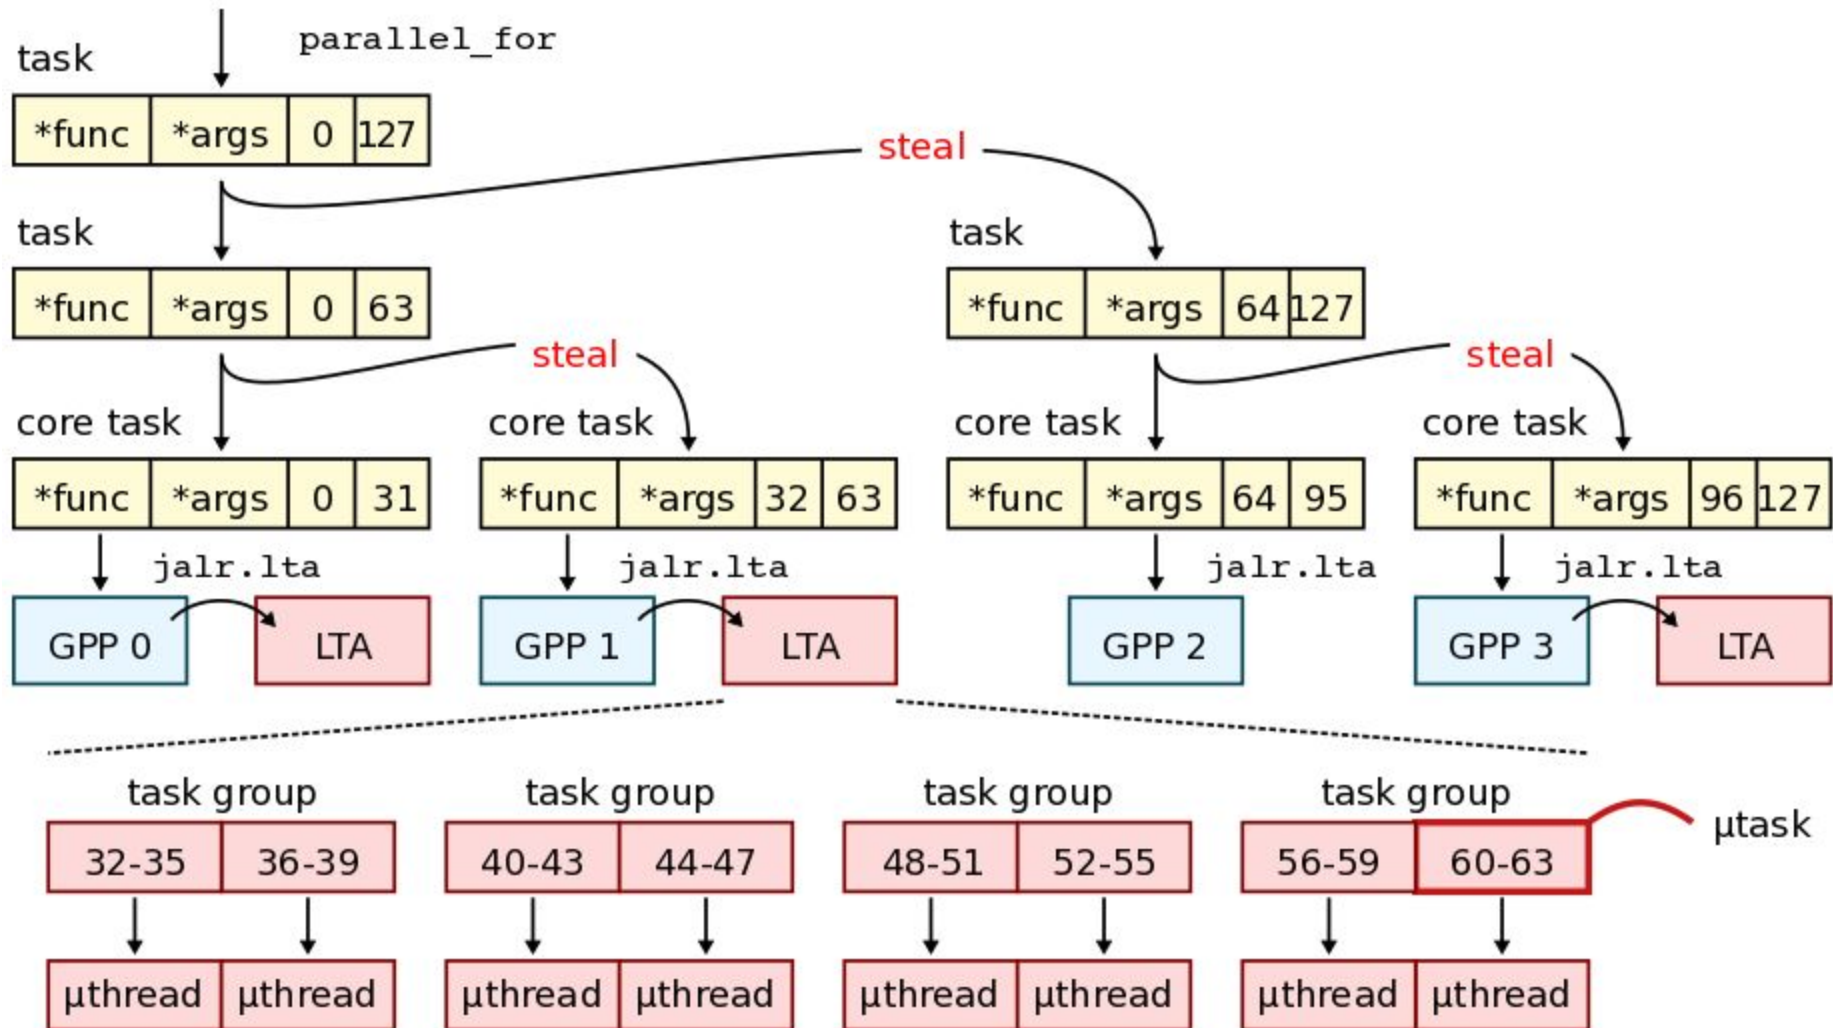 parallel_for
task
*func *args 0 127
steal
task
task
*func *args 0 63
*func *args 64 127
steal
steal
core task
core task
core task
core task
*func *args 0 31
*func *args 32 63
*func *args 64 95
*func *args 96 127
jalr.lta
jalr.lta
jalr.lta
jalr.lta
GPP 0
LTA
GPP 1
LTA
GPP 2
GPP 3
LTA
task group
task group
task group
task group
µtask
32-35 36-39
40-43 44-47
48-51 52-55
56-59 60-63
µthread µthread
µthread µthread
µthread µthread
µthread µthread